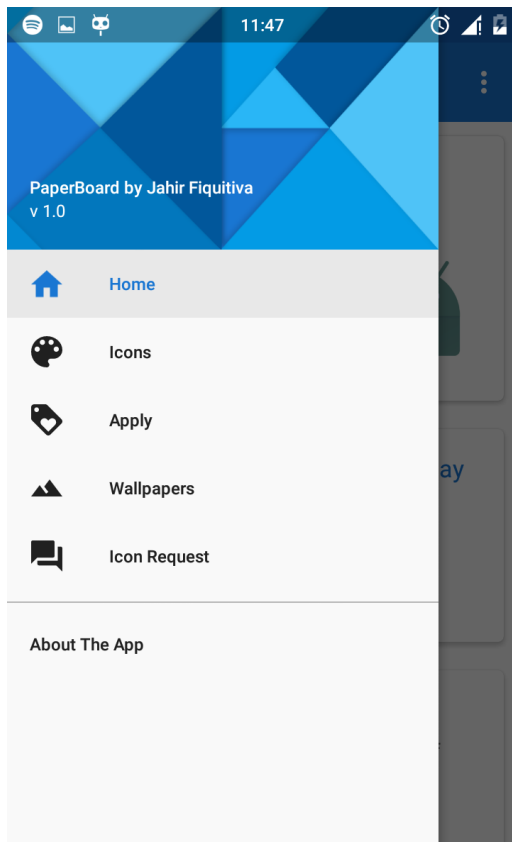 11:47
PaperBoard by Jahir Fiquitiva
v 1.0
Home
Icons
Apply
ay
Wallpapers
Icon Request
About The App